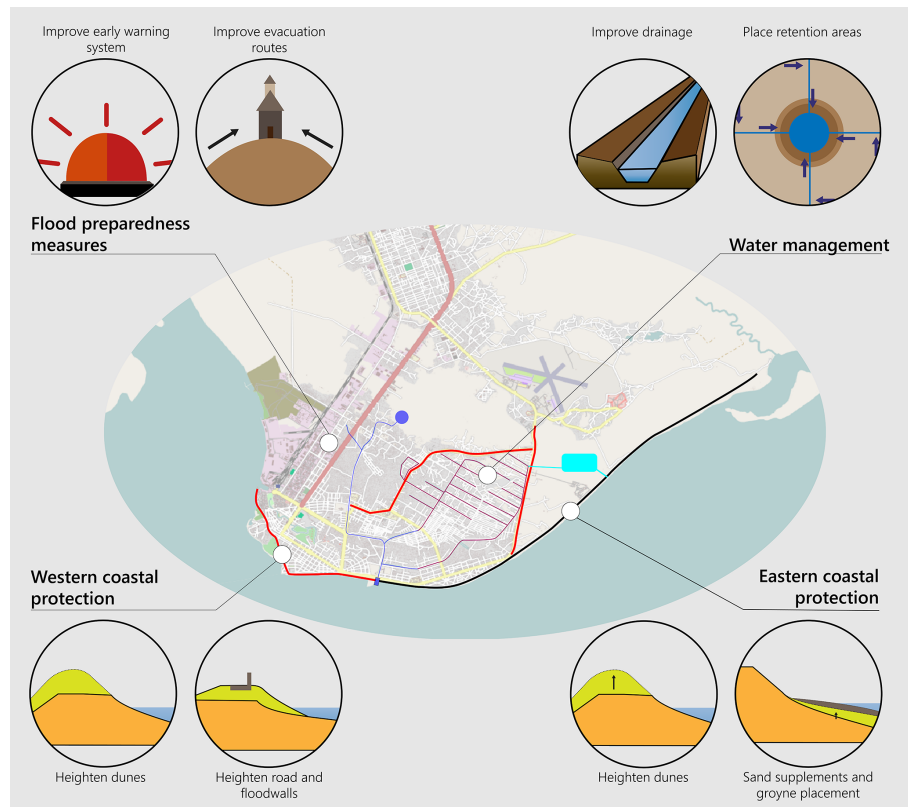 Improve early warning
system
Improve evacuation
routes
Improve drainage
Place retention areas
Flood preparedness
measures
Water management
Western coastal
protection
Eastern coastal
protection
Heighten dunes
Heighten road and
floodwalls
Heighten dunes
Sand supplements and
groyne placement